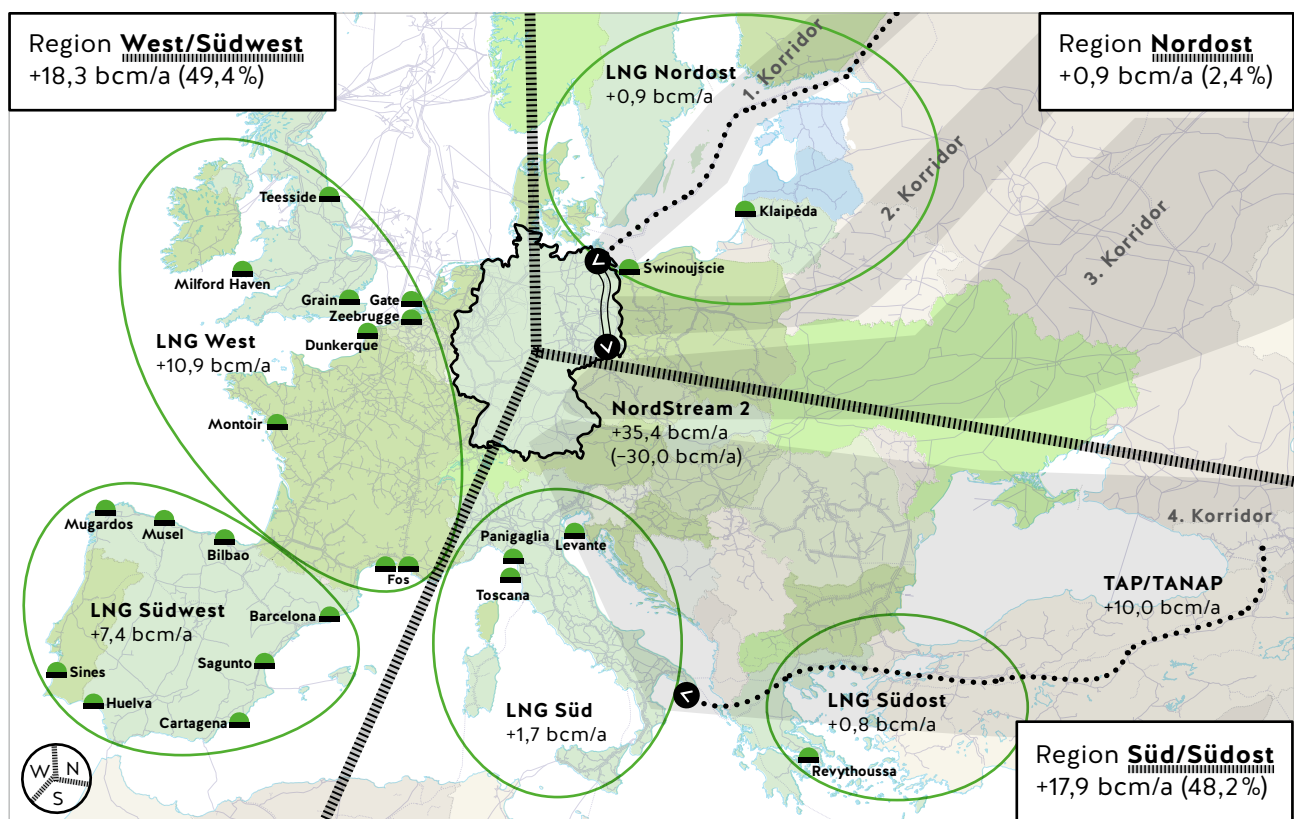 Region West/Südwest
+18,3 bcm/a (49,4 %)
Region Nordost
+0,9 bcm/a (2,4 %)
LNG Nordost
+0,9 bcm/a
1. Korridor
2. Korridor
3. Korridor
4. Korridor
Teesside
Klaipėda
Świnoujście
Milford Haven
Grain
Gate
Zeebrugge
Dunkerque
LNG West
+10,9 bcm/a
Montoir
NordStream 2
+35,4 bcm/a
(−30,0 bcm/a)
Mugardos
Musel
Bilbao
Fos
Panigaglia
Levante
Toscana
TAP/TANAP
+10,0 bcm/a
LNG Südwest
+7,4 bcm/a
Barcelona
Sagunto
Sines
Huelva
Cartagena
LNG Süd
+1,7 bcm/a
LNG Südost
+0,8 bcm/a
Revythoussa
Region Süd/Südost
+17,9 bcm/a (48,2 %)
W N
S